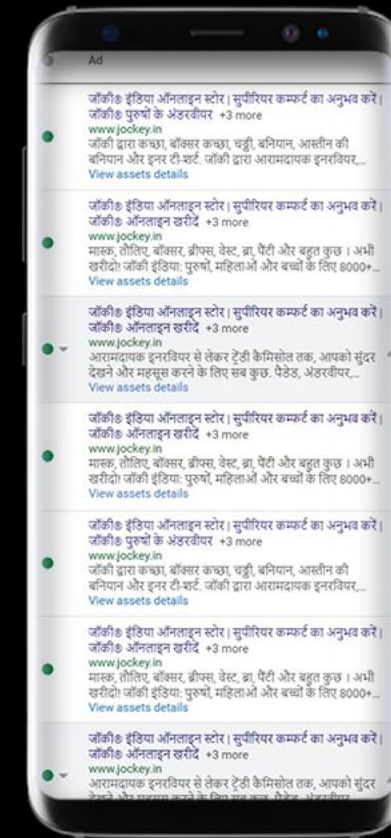 Ad
जॉकी® इंडिया ऑनलाइन स्टोर | सुपीरियर कम्फर्ट का अनुभव करें |
जॉकी® पुरुषों के अंडरवीयर +3 more
www.jockey.in
जॉकी द्वारा कच्छा, बॉक्सर कच्छा, चड्डी, बनियान, आस्तीन की
बनियान और इनर टी-शर्ट. जॉकी द्वारा आरामदायक इनरवियर,...
View assets details
जॉकी® इंडिया ऑनलाइन स्टोर | सुपीरियर कम्फर्ट का अनुभव करें |
जॉकी® ऑनलाइन खरीदें +3 more
www.jockey.in
मास्क, तौलिए, बॉक्सर, ब्रीफ्स, वेस्ट, ब्रा, पैंटी और बहुत कुछ । अभी
खरीदो! जॉकी इंडिया: पुरुषों, महिलाओं और बच्चों के लिए 8000+...
View assets details
जॉकी® इंडिया ऑनलाइन स्टोर | सुपीरियर कम्फर्ट का अनुभव करें |
जॉकी® ऑनलाइन खरीदें +3 more
www.jockey.in
आरामदायक इनरवियर से लेकर ट्रेंडी कैमिसोल तक, आपको सुंदर
देखने और महसूस करने के लिए सब कुछ. पैडेड, अंडरवीयर,...
View assets details
जॉकी® इंडिया ऑनलाइन स्टोर | सुपीरियर कम्फर्ट का अनुभव करें |
जॉकी® ऑनलाइन खरीदें +3 more
www.jockey.in
मास्क, तौलिए, बॉक्सर, ब्रीफ्स, वेस्ट, ब्रा, पैंटी और बहुत कुछ । अभी
खरीदो! जॉकी इंडिया: पुरुषों, महिलाओं और बच्चों के लिए 8000+...
View assets details
जॉकी® इंडिया ऑनलाइन स्टोर | सुपीरियर कम्फर्ट का अनुभव करें |
जॉकी® पुरुषों के अंडरवीयर +3 more
www.jockey.in
जॉकी द्वारा कच्छा, बॉक्सर कच्छा, चड्डी, बनियान, आस्तीन की
बनियान और इनर टी-शर्ट. जॉकी द्वारा आरामदायक इनरवियर,...
View assets details
जॉकी® इंडिया ऑनलाइन स्टोर | सुपीरियर कम्फर्ट का अनुभव करें |
जॉकी® ऑनलाइन खरीदें +3 more
www.jockey.in
मास्क, तौलिए, बॉक्सर, ब्रीफ्स, वेस्ट, ब्रा, पैंटी और बहुत कुछ । अभी
खरीदो! जॉकी इंडिया: पुरुषों, महिलाओं और बच्चों के लिए 8000+...
View assets details
जॉकी® इंडिया ऑनलाइन स्टोर | सुपीरियर कम्फर्ट का अनुभव करें |
जॉकी® ऑनलाइन खरीदें +3 more
www.jockey.in
आरामदायक इनरवियर से लेकर ट्रेंडी कैमिसोल तक, आपको सुंदर